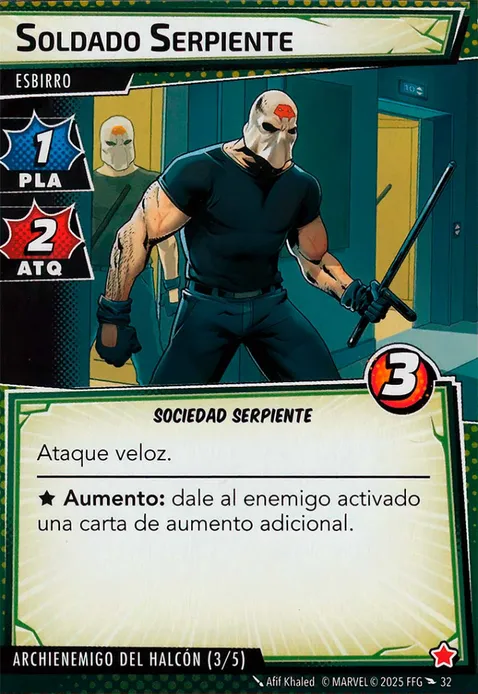 SOLDADO SERPIENTE
ESBIRRO
1
PLA
2
ATQ
3
SOCIEDAD SERPIENTE
Ataque veloz.
★ Aumento: dale al enemigo activado
una carta de aumento adicional.
ARCHIENEMIGO DEL HALCÓN (3/5)
Afif Khaled © MARVEL © 2025 FFG 32